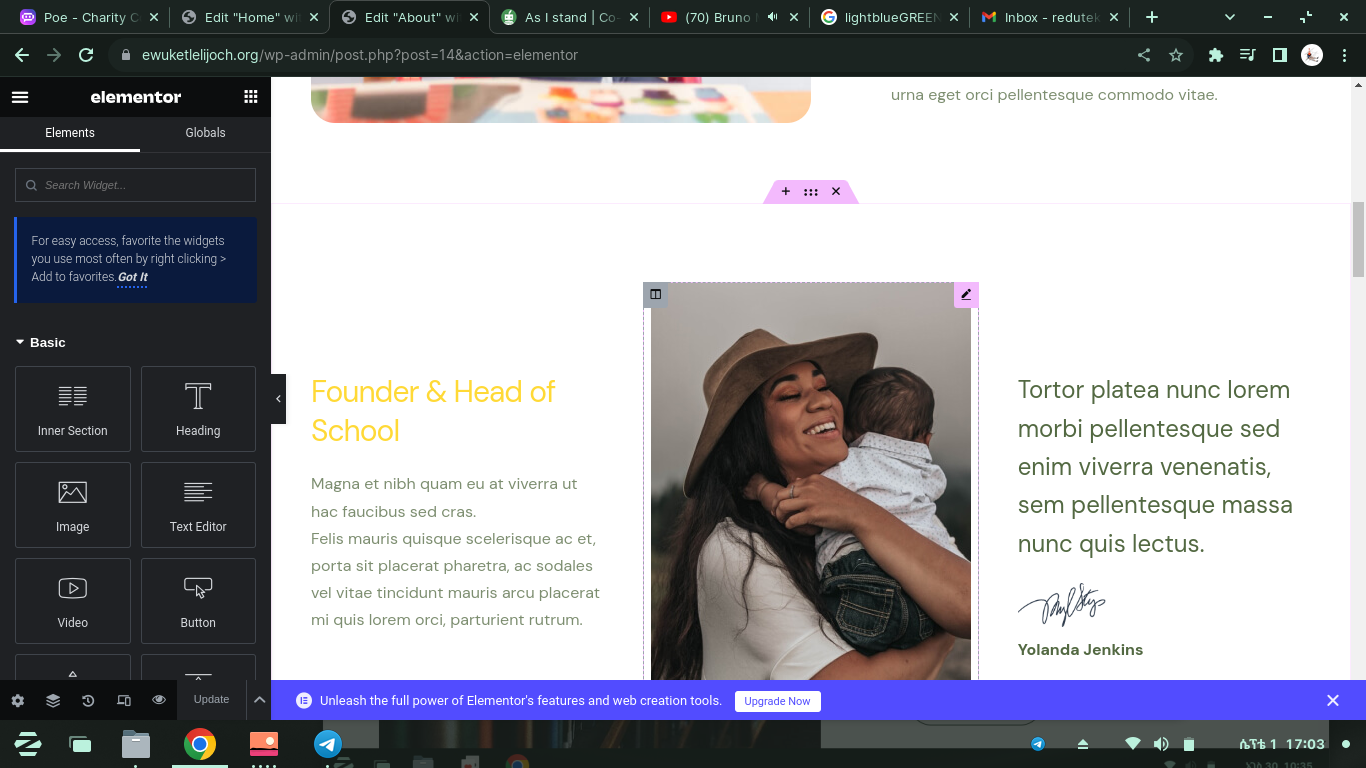 Poe - Charity C
Edit "Home" wi
Edit "About" wi
As I stand | Co-
(70) Bruno
lightblueGREEN
Inbox - redutek
ewuketlelijoch.org/wp-admin/post.php?post=14&action=elementor
elementor
Elements
Globals
Search Widget...
For easy access, favorite the widgets
you use most often by right clicking >
Add to favorites. Got It
Basic
Inner Section
Heading
Image
Text Editor
Video
Button
Update
urna eget orci pellentesque commodo vitae.
Founder & Head of
School
Magna et nibh quam eu at viverra ut
hac faucibus sed cras.
Felis mauris quisque scelerisque ac et,
porta sit placerat pharetra, ac sodales
vel vitae tincidunt mauris arcu placerat
mi quis lorem orci, parturient rutrum.
Tortor platea nunc lorem
morbi pellentesque sed
enim viverra venenatis,
sem pellentesque massa
nunc quis lectus.
Yolanda Jenkins
Unleash the full power of Elementor's features and web creation tools.
Upgrade Now
1 17:03
30, 10:35